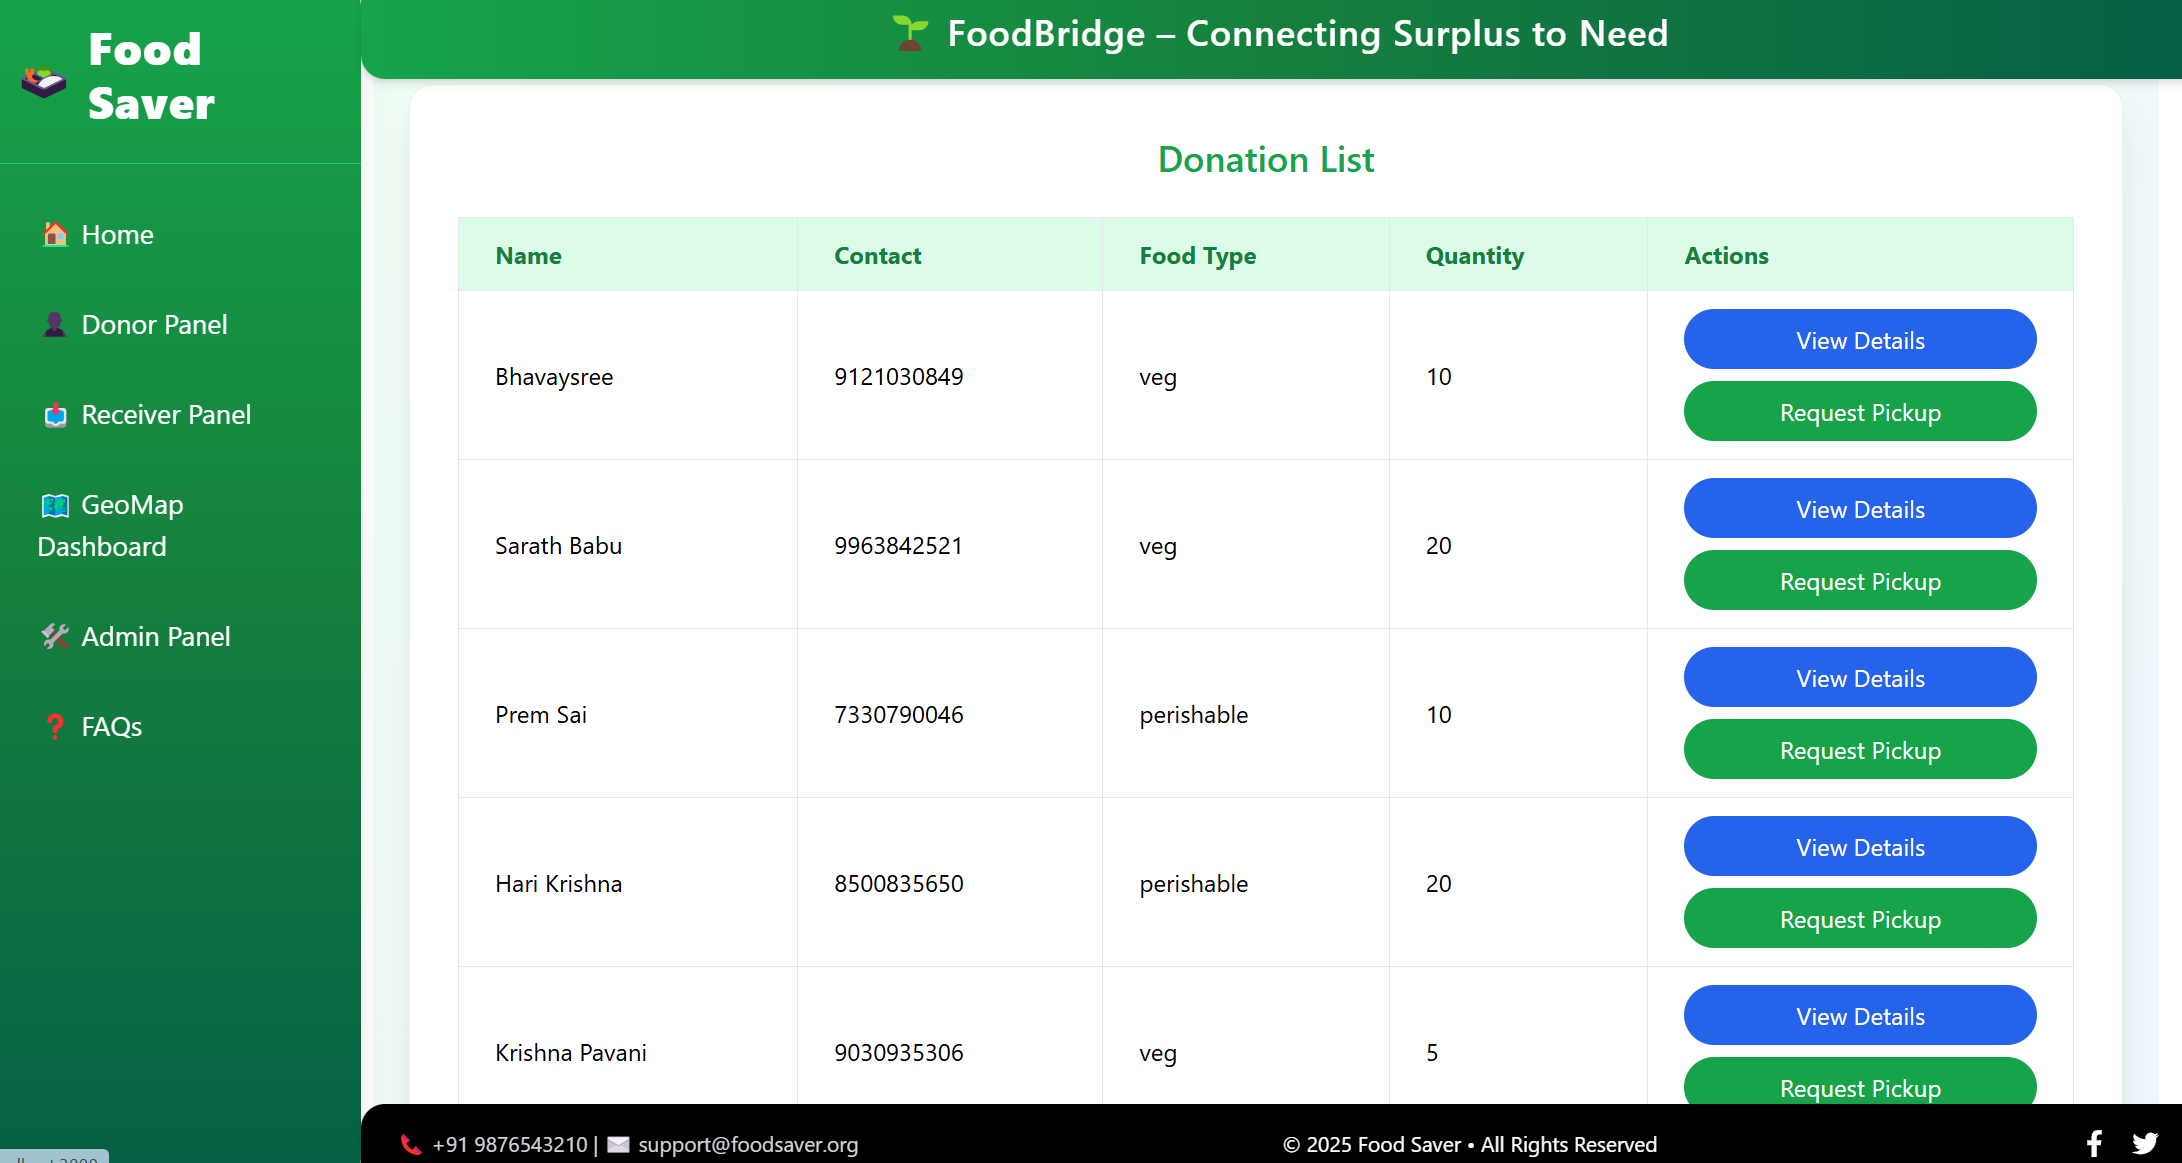 Food
Saver
Home
Donor Panel
Receiver Panel
GeoMap
Dashboard
Admin Panel
FAQs
FoodBridge – Connecting Surplus to Need
Donation List
Name Contact Food Type Quantity Actions
Bhavaysree 9121030849 veg 10 View Details
Request Pickup
Sarath Babu 9963842521 veg 20 View Details
Request Pickup
Prem Sai 7330790046 perishable 10 View Details
Request Pickup
Hari Krishna 8500835650 perishable 20 View Details
Request Pickup
Krishna Pavani 9030935306 veg 5 View Details
Request Pickup
+91 9876543210 | support@foodsaver.org © 2025 Food Saver • All Rights Reserved